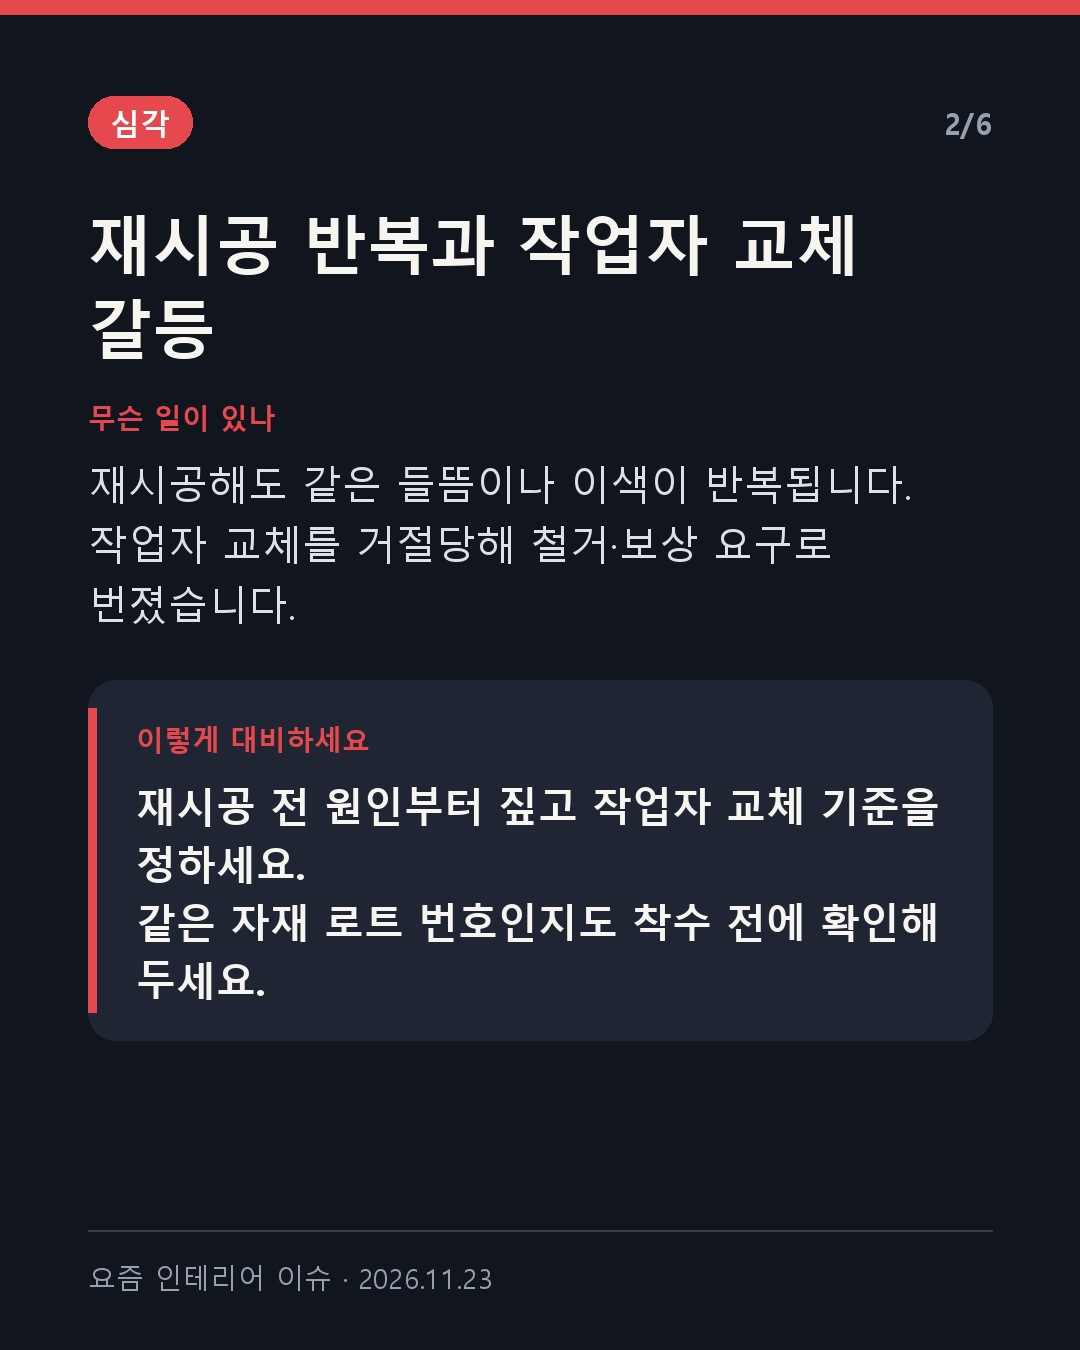 심각
2/6
재시공 반복과 작업자 교체
갈등
무슨 일이 있나
재시공해도 같은 들뜸이나 이색이 반복됩니다.
작업자 교체를 거절당해 철거·보상 요구로
번졌습니다.
이렇게 대비하세요
재시공 전 원인부터 짚고 작업자 교체 기준을
정하세요.
같은 자재 로트 번호인지도 착수 전에 확인해
두세요.
요즘 인테리어 이슈 · 2026.11.23